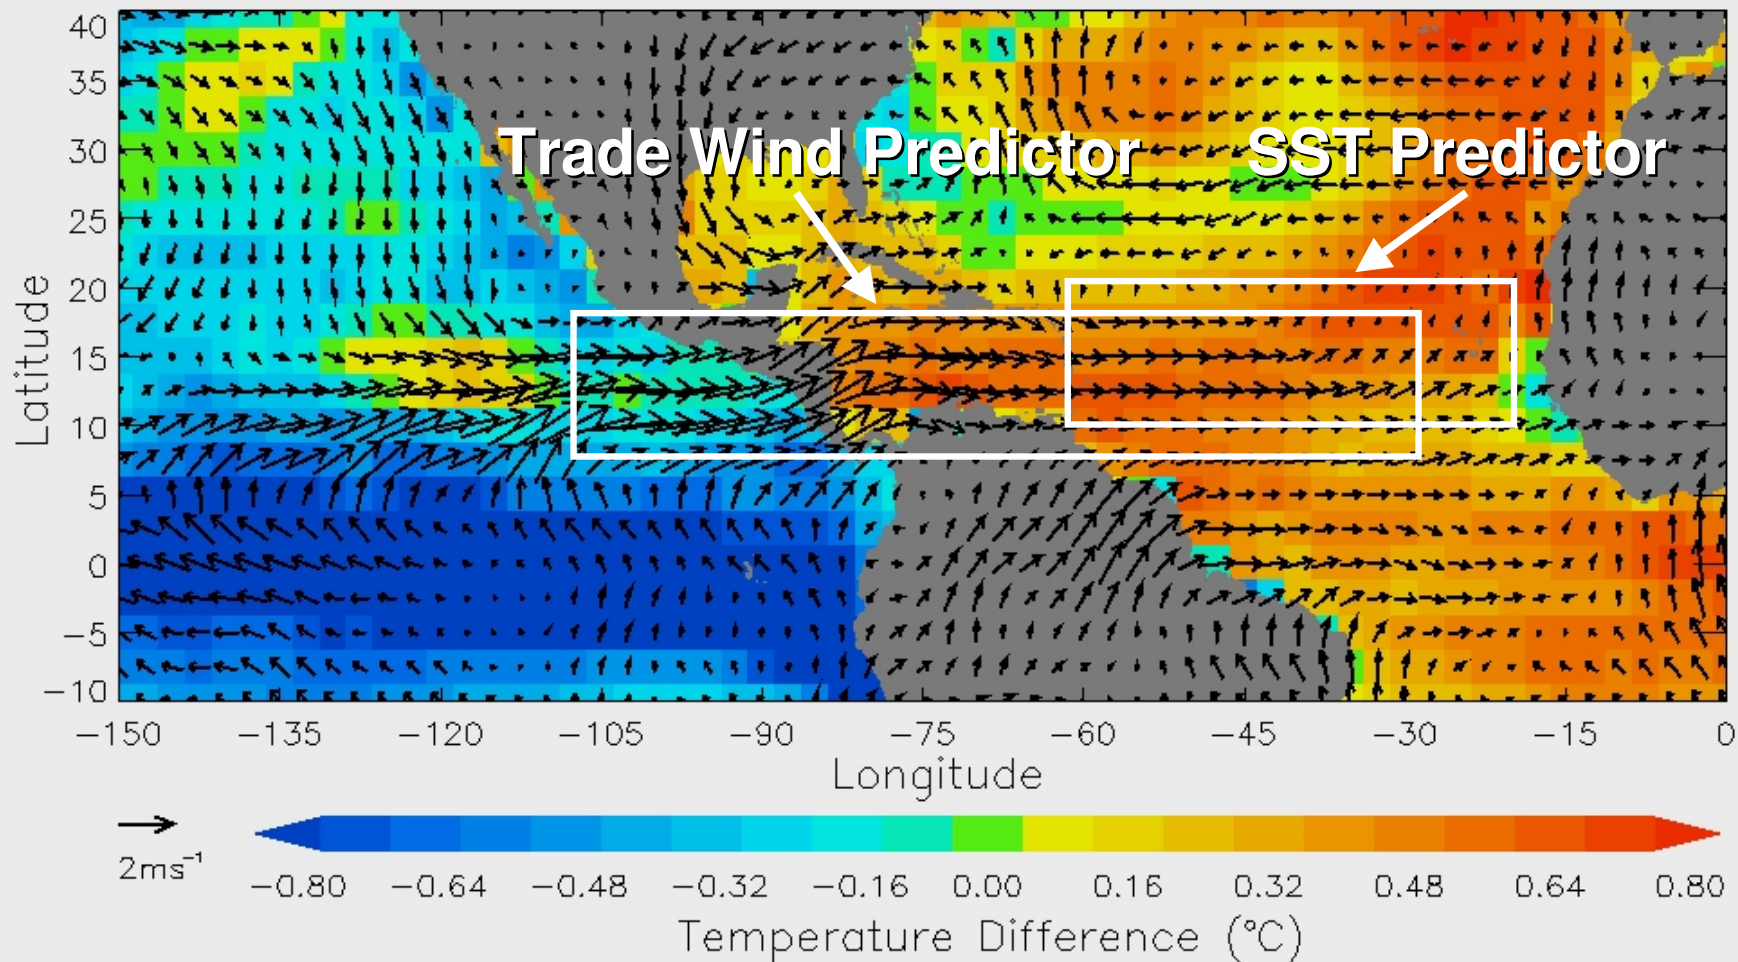 Trade Wind Predictor
SST Predictor
40
35
30
25
20
15
10
5
0
−5
−10
Latitude
−150 −135 −120 −105 −90 −75 −60 −45 −30 −15 0
Longitude
2ms⁻¹
−0.80 −0.64 −0.48 −0.32 −0.16 0.00 0.16 0.32 0.48 0.64 0.80
Temperature Difference (°C)